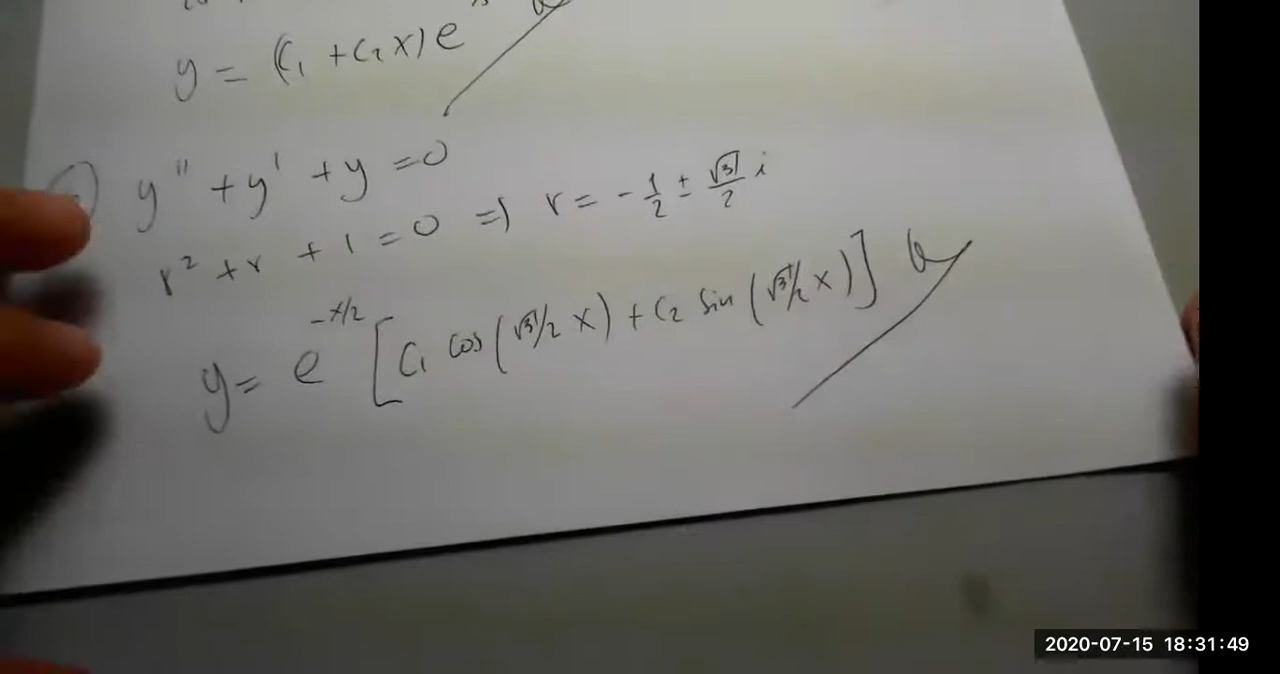 y = (C₁ + C₂ x) e
y'' + y' + y = 0
r² + r + 1 = 0 ⇒ r = - 1/2 ± √3/2 i
y = e^{-x/2} [C₁ cos(√3/2 x) + C₂ sin(√3/2 x)]
2020-07-15 18:31:49